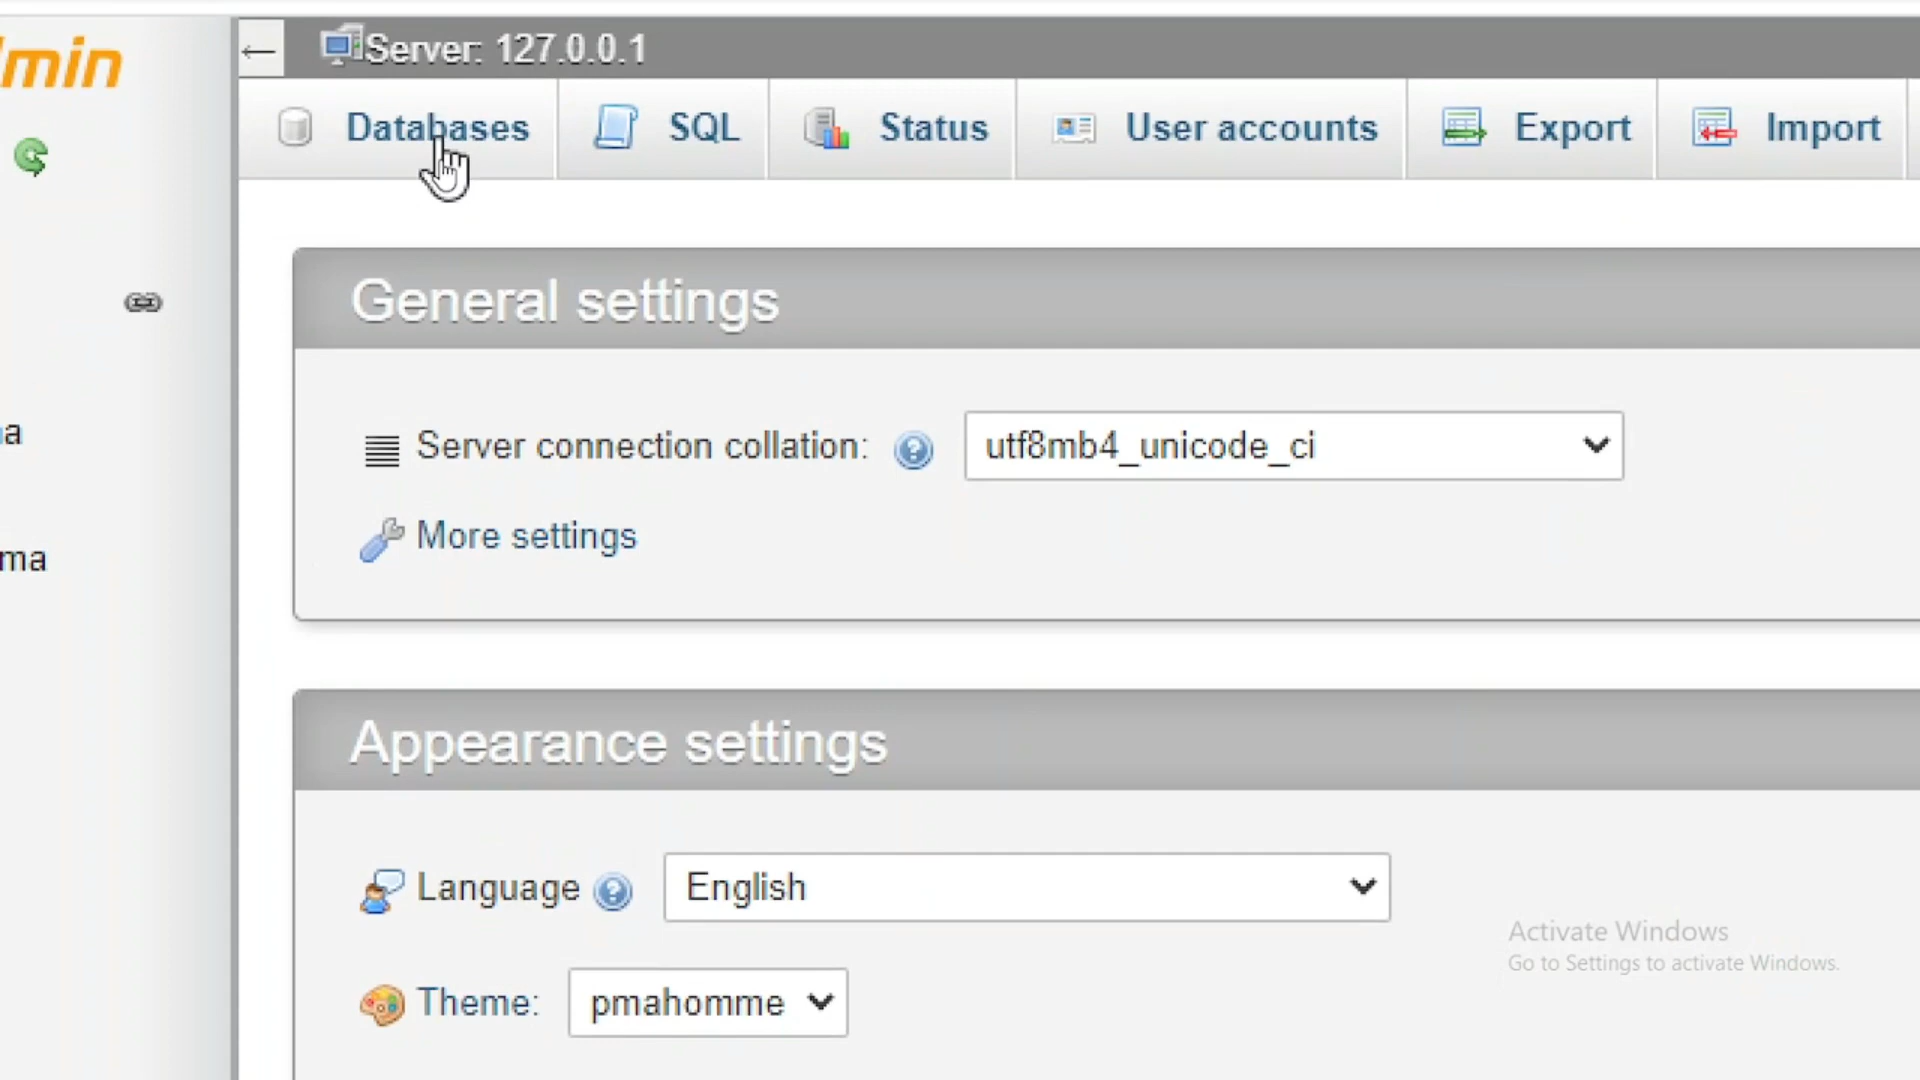 min
Server: 127.0.0.1
Databases
SQL
Status
User accounts
Export
Import
General settings
Server connection collation:
utf8mb4_unicode_ci
More settings
Appearance settings
Language
English
Theme:
pmahomme
a
ma
Activate Windows
Go to Settings to activate Windows.